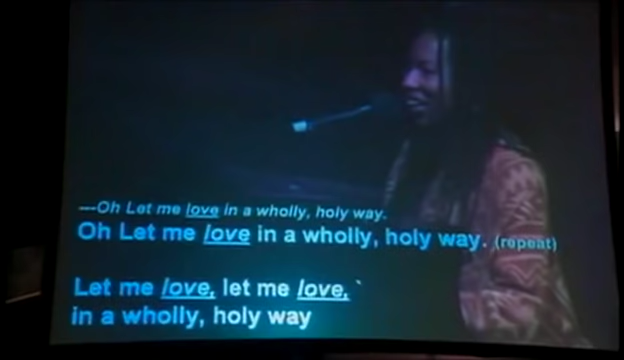 ---Oh Let me love in a wholly, holy way.
Oh Let me love in a wholly, holy way. (repeat)
Let me love, let me love, `
in a wholly, holy way